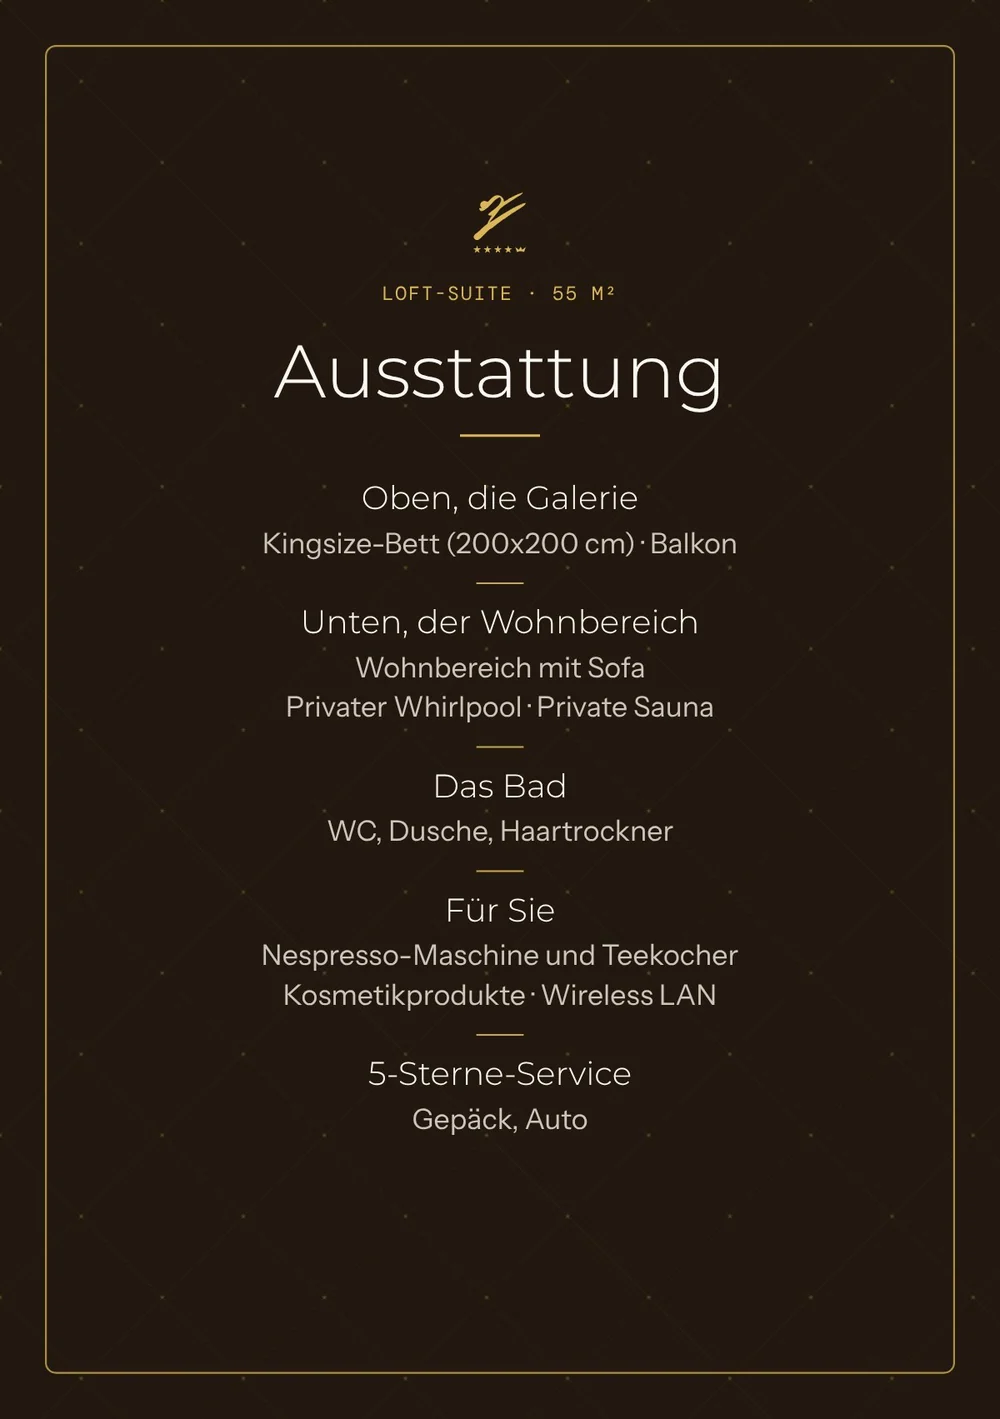 LOFT-SUITE · 55 M²
Ausstattung
Oben, die Galerie
Kingsize-Bett (200x200 cm) · Balkon
Unten, der Wohnbereich
Wohnbereich mit Sofa
Privater Whirlpool · Private Sauna
Das Bad
WC, Dusche, Haartrockner
Für Sie
Nespresso-Maschine und Teekocher
Kosmetikprodukte · Wireless LAN
5-Sterne-Service
Gepäck, Auto